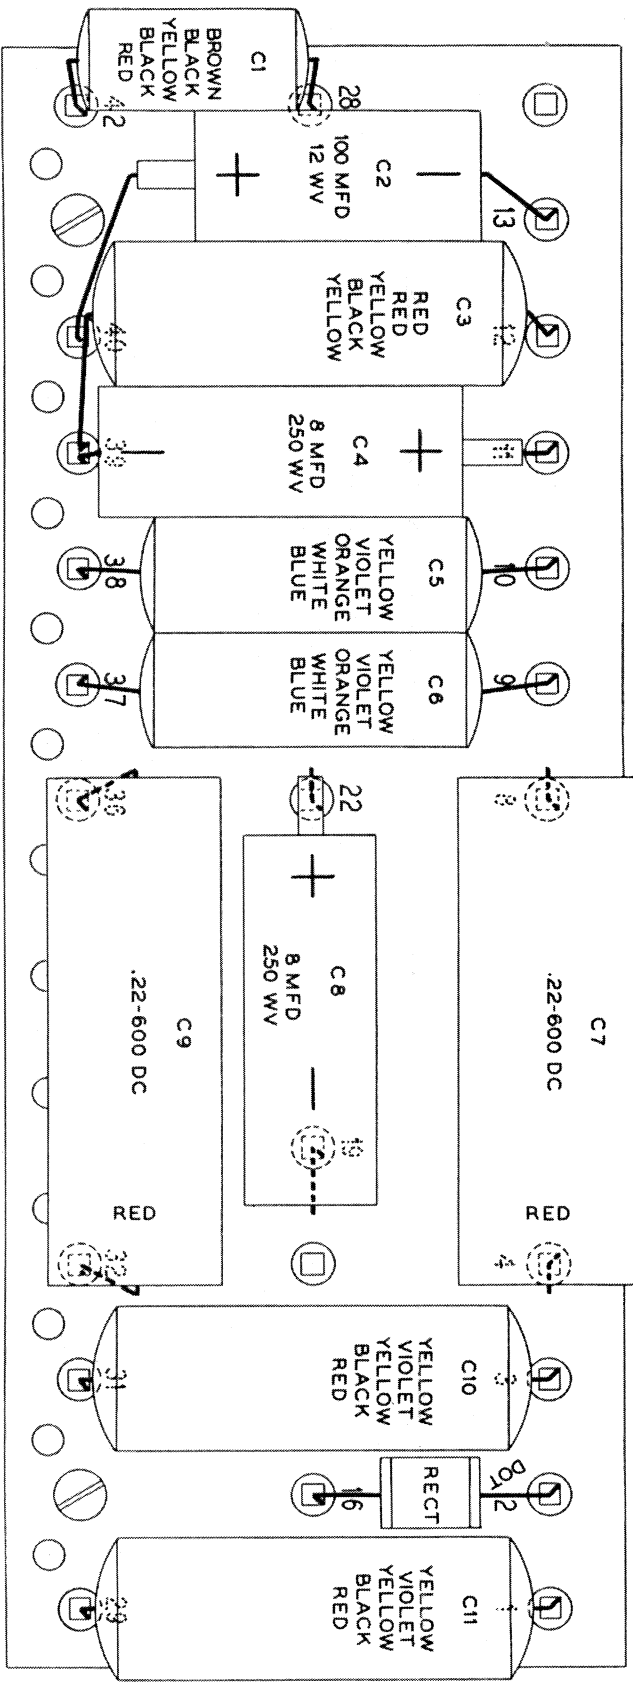 C1
BROWN
BLACK
YELLOW
BLACK
RED
42
28
C2
100 MFD
12 WV
+
−
13
C3
RED
RED
YELLOW
BLACK
YELLOW
40
12
C4
8 MFD
250 WV
−
+
39
11
C5
YELLOW
VIOLET
ORANGE
WHITE
BLUE
38
10
C6
YELLOW
VIOLET
ORANGE
WHITE
BLUE
37
9
C9
.22-600 DC
RED
36
32
22
C8
8 MFD
250 WV
+
−
19
C7
.22-600 DC
RED
8
4
C10
YELLOW
VIOLET
YELLOW
BLACK
RED
31
3
RECT
DOT
2
16
C11
YELLOW
VIOLET
YELLOW
BLACK
RED
29
1